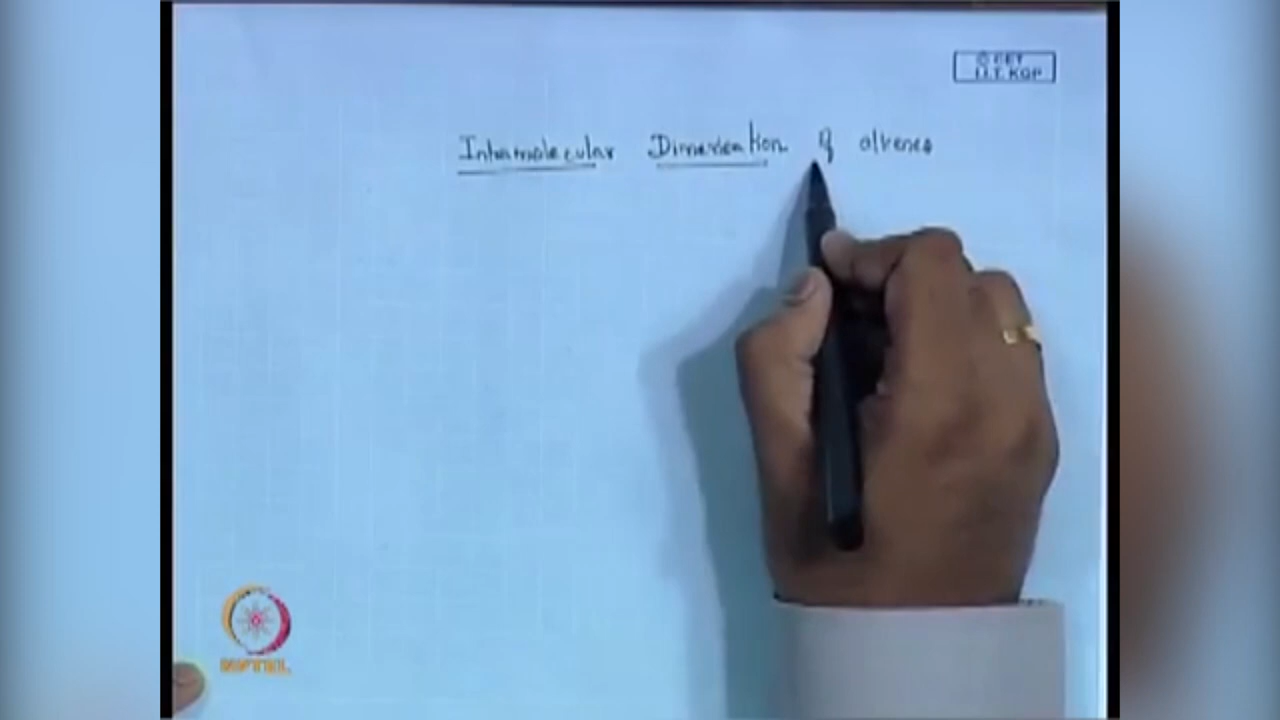 © CET
I.I.T. KGP
Intramolecular Dimerization of alkenes
NPTEL